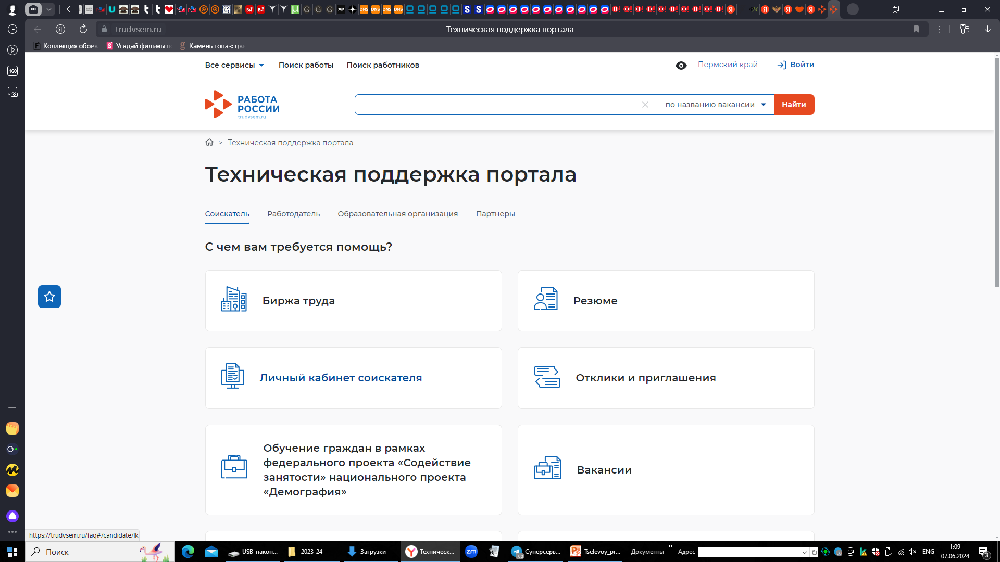 trudvsem.ru
Техническая поддержка портала
Коллекция обоев
Угадай фильмы п
Камень топаз: цве
160
Все сервисы
Поиск работы
Поиск работников
Пермский край
Войти
РАБОТА
РОССИИ
trudvsem.ru
по названию вакансии
Найти
> Техническая поддержка портала
Техническая поддержка портала
Соискатель
Работодатель
Образовательная организация
Партнеры
С чем вам требуется помощь?
Биржа труда
Резюме
Личный кабинет соискателя
Отклики и приглашения
Обучение граждан в рамках
федерального проекта «Содействие
занятости» национального проекта
«Демография»
Вакансии
https://trudvsem.ru/faq#/candidate/lk
Поиск
USB-накоп...
2023-24
Загрузки
Техническ...
zm
Суперсерв...
Tselevoy_pr...
Документы
Адрес
ENG
1:09
07.06.2024
3